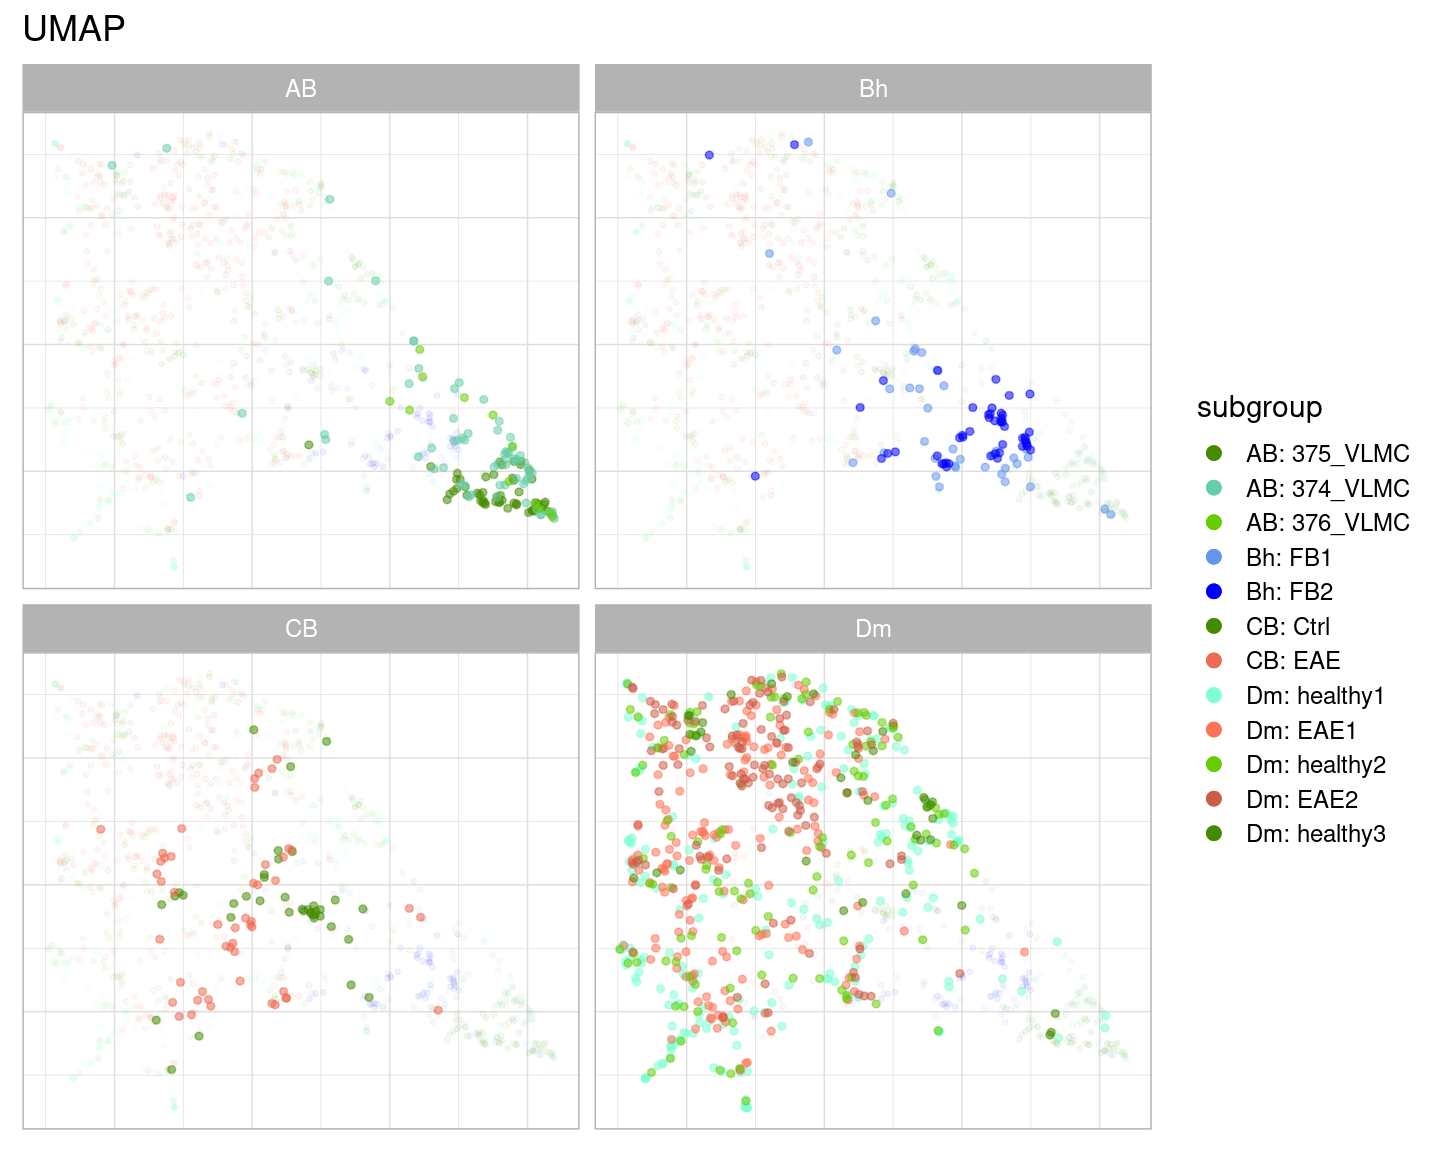 UMAP
AB
Bh
CB
Dm
subgroup
AB: 375_VLMC
AB: 374_VLMC
AB: 376_VLMC
Bh: FB1
Bh: FB2
CB: Ctrl
CB: EAE
Dm: healthy1
Dm: EAE1
Dm: healthy2
Dm: EAE2
Dm: healthy3